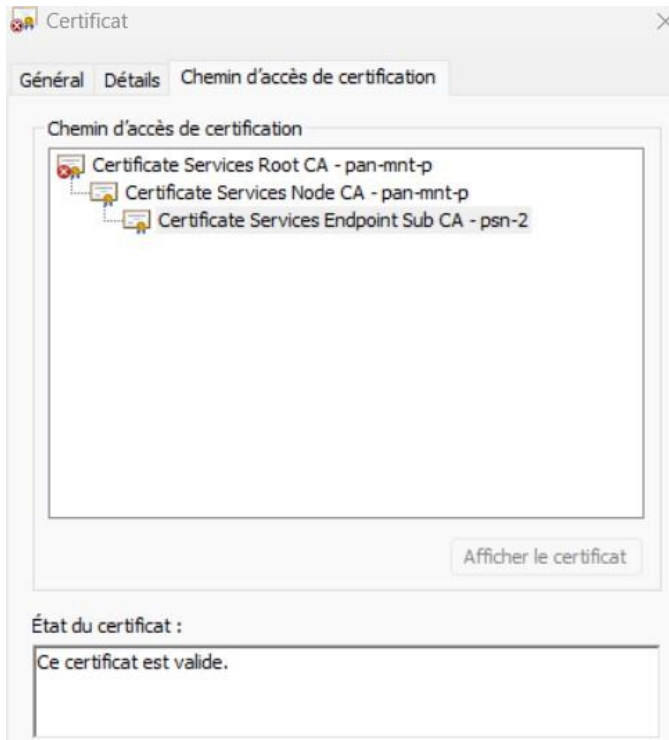 Certificat
Général Détails Chemin d'accès de certification
Chemin d'accès de certification
Certificate Services Root CA - pan-mnt-p
Certificate Services Node CA - pan-mnt-p
Certificate Services Endpoint Sub CA - psn-2
Afficher le certificat
État du certificat :
Ce certificat est valide.